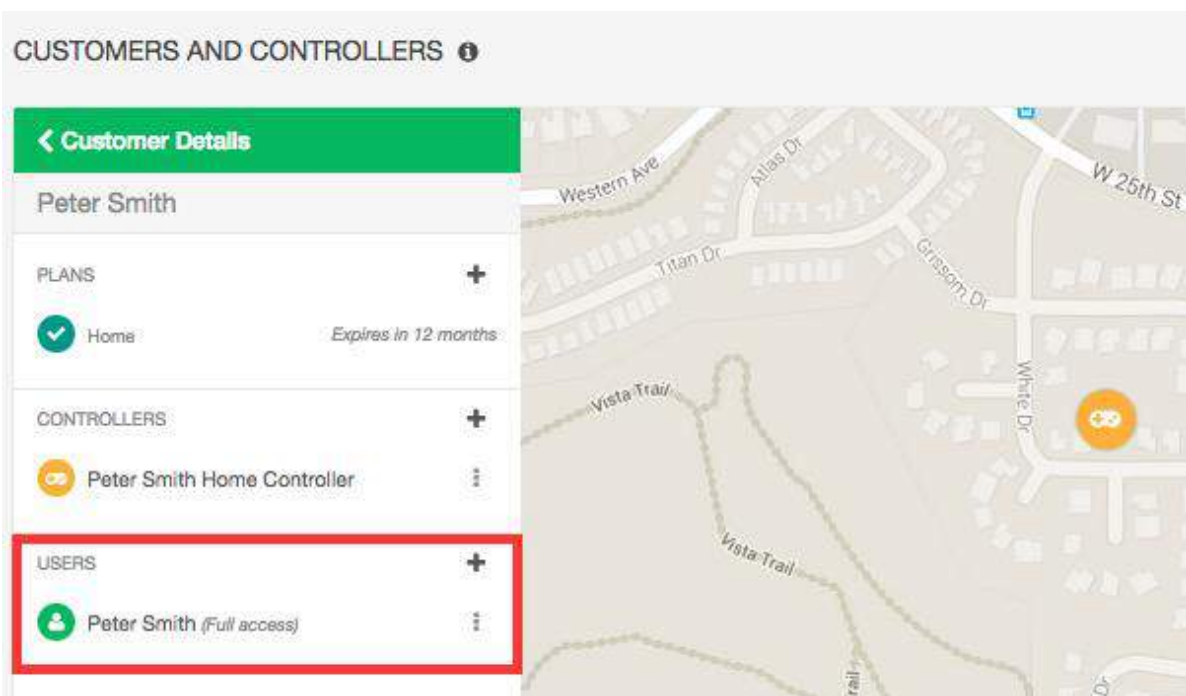 CUSTOMERS AND CONTROLLERS
Customer Details
Peter Smith
PLANS
Home
Expires in 12 months
CONTROLLERS
Peter Smith Home Controller
USERS
Peter Smith (Full access)
Western Ave
Atlas Dr
W 25th St
Titan Dr
Grissom Dr
Vista Trail
White Dr
Vista Trail
Trail
Dr